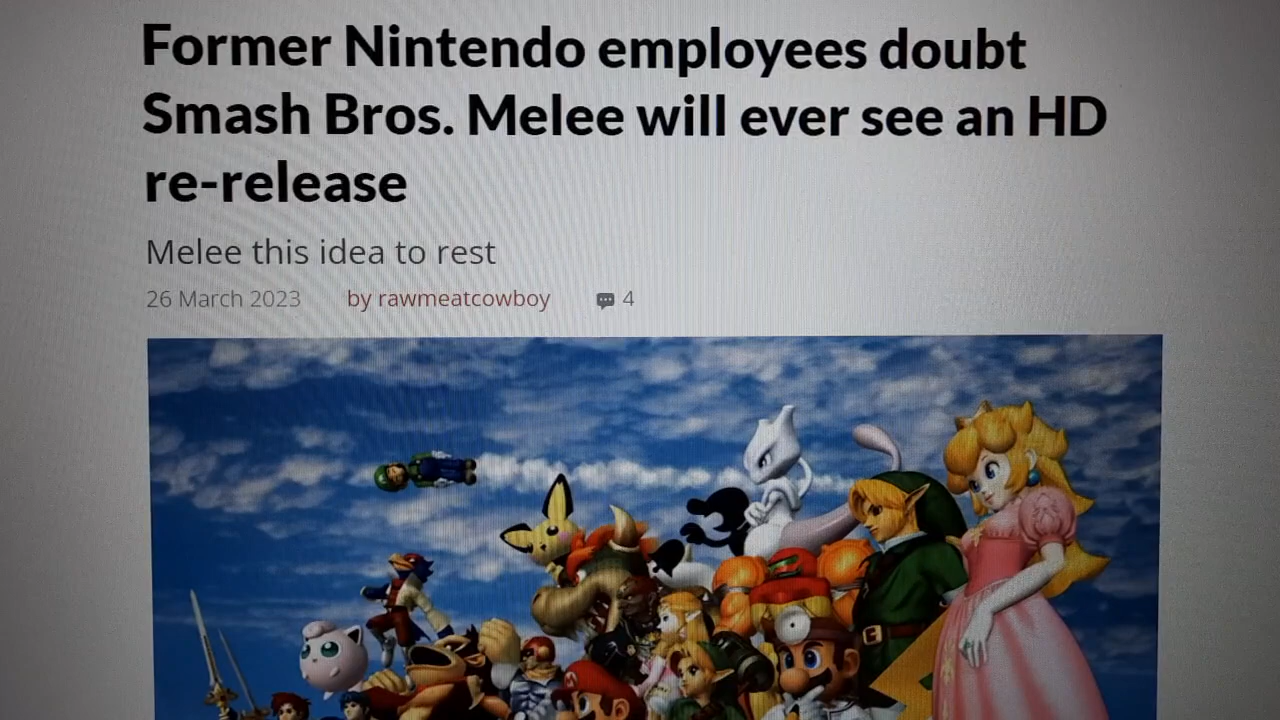 Former Nintendo employees doubt
Smash Bros. Melee will ever see an HD
re-release
Melee this idea to rest
26 March 2023 by rawmeatcowboy 4